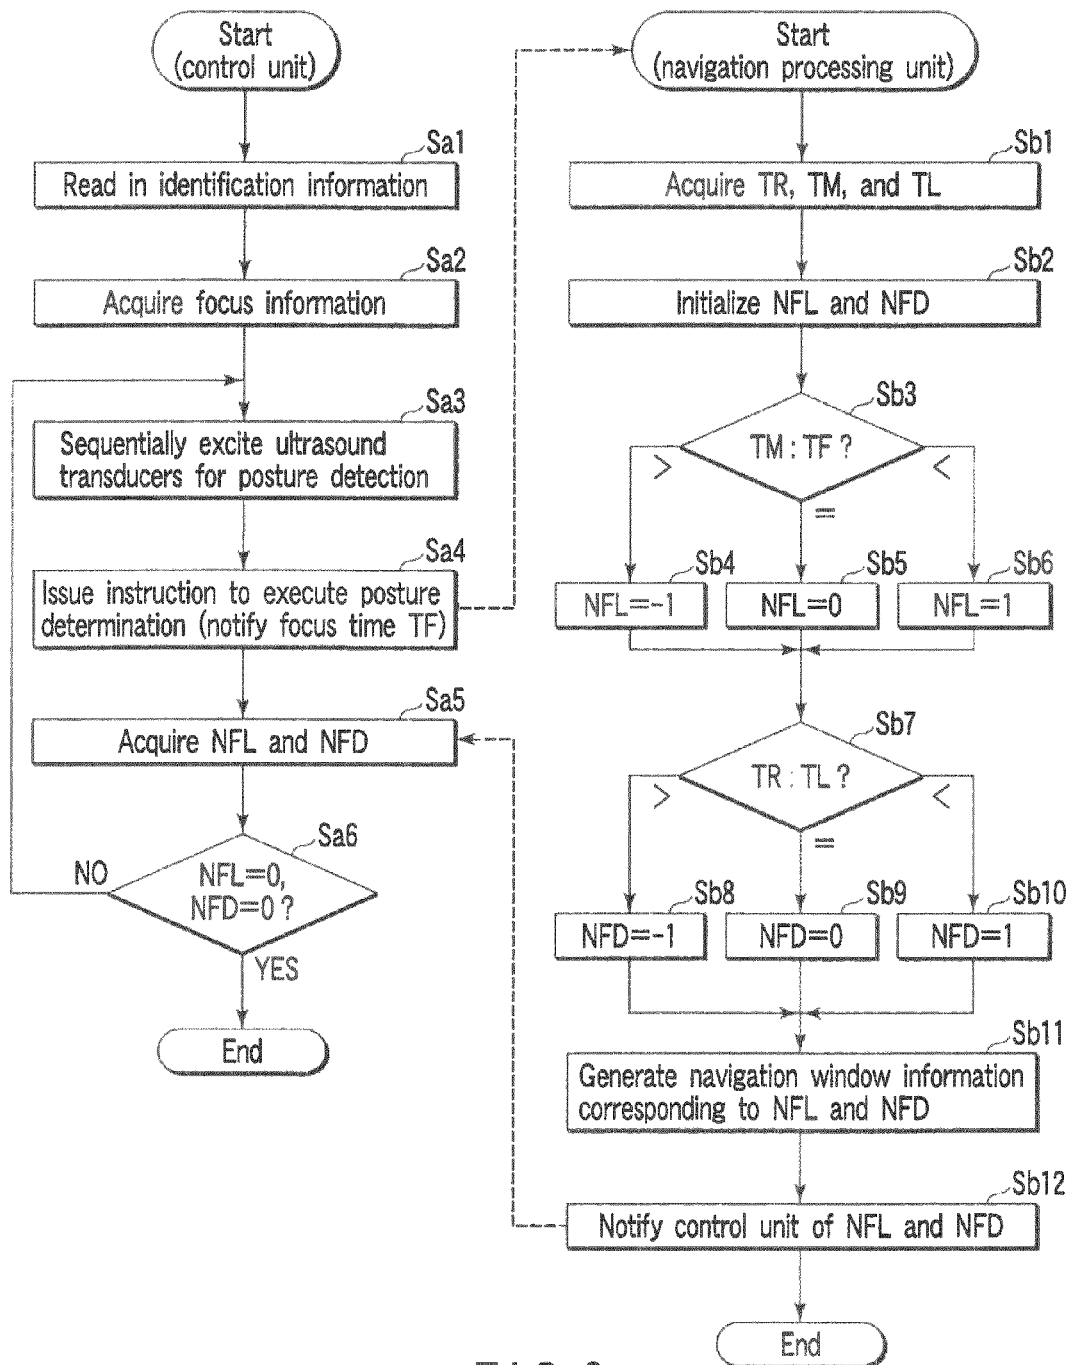 Start
(control unit)
Sa1
Read in identification information
Sa2
Acquire focus information
Sa3
Sequentially excite ultrasound
transducers for posture detection
Sa4
Issue instruction to execute posture
determination (notify focus time TF)
Sa5
Acquire NFL and NFD
Sa6
NFL=0,
NFD=0?
NO
YES
End
Start
(navigation processing unit)
Sb1
Acquire TR, TM, and TL
Sb2
Initialize NFL and NFD
Sb3
TM : TF ?
>
<
=
Sb4
NFL=-1
Sb5
NFL=0
Sb6
NFL=1
Sb7
TR : TL ?
>
<
=
Sb8
NFD=-1
Sb9
NFD=0
Sb10
NFD=1
Sb11
Generate navigation window information
corresponding to NFL and NFD
Sb12
Notify control unit of NFL and NFD
End